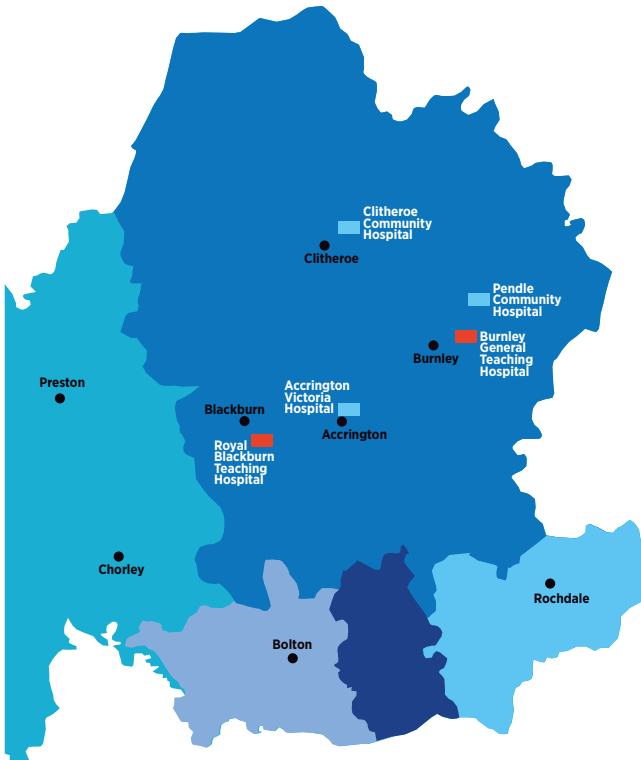 Clitheroe
Community
Hospital
Clitheroe
Pendle
Community
Hospital
Burnley
General
Teaching
Hospital
Burnley
Preston
Accrington
Victoria
Hospital
Blackburn
Accrington
Royal
Blackburn
Teaching
Hospital
Chorley
Rochdale
Bolton